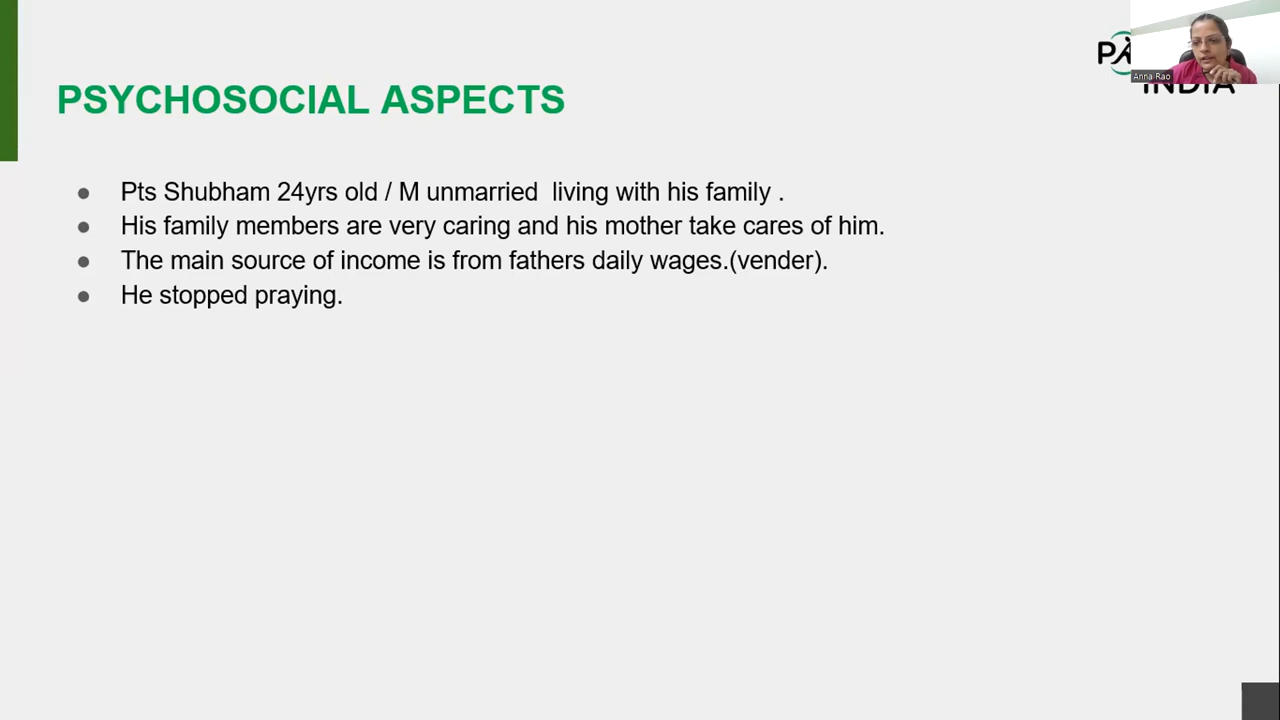 PSYCHOSOCIAL ASPECTS
Anna Rao
INDIA
● Pts Shubham 24yrs old / M unmarried  living with his family .
● His family members are very caring and his mother take cares of him.
● The main source of income is from fathers daily wages.(vender).
● He stopped praying.